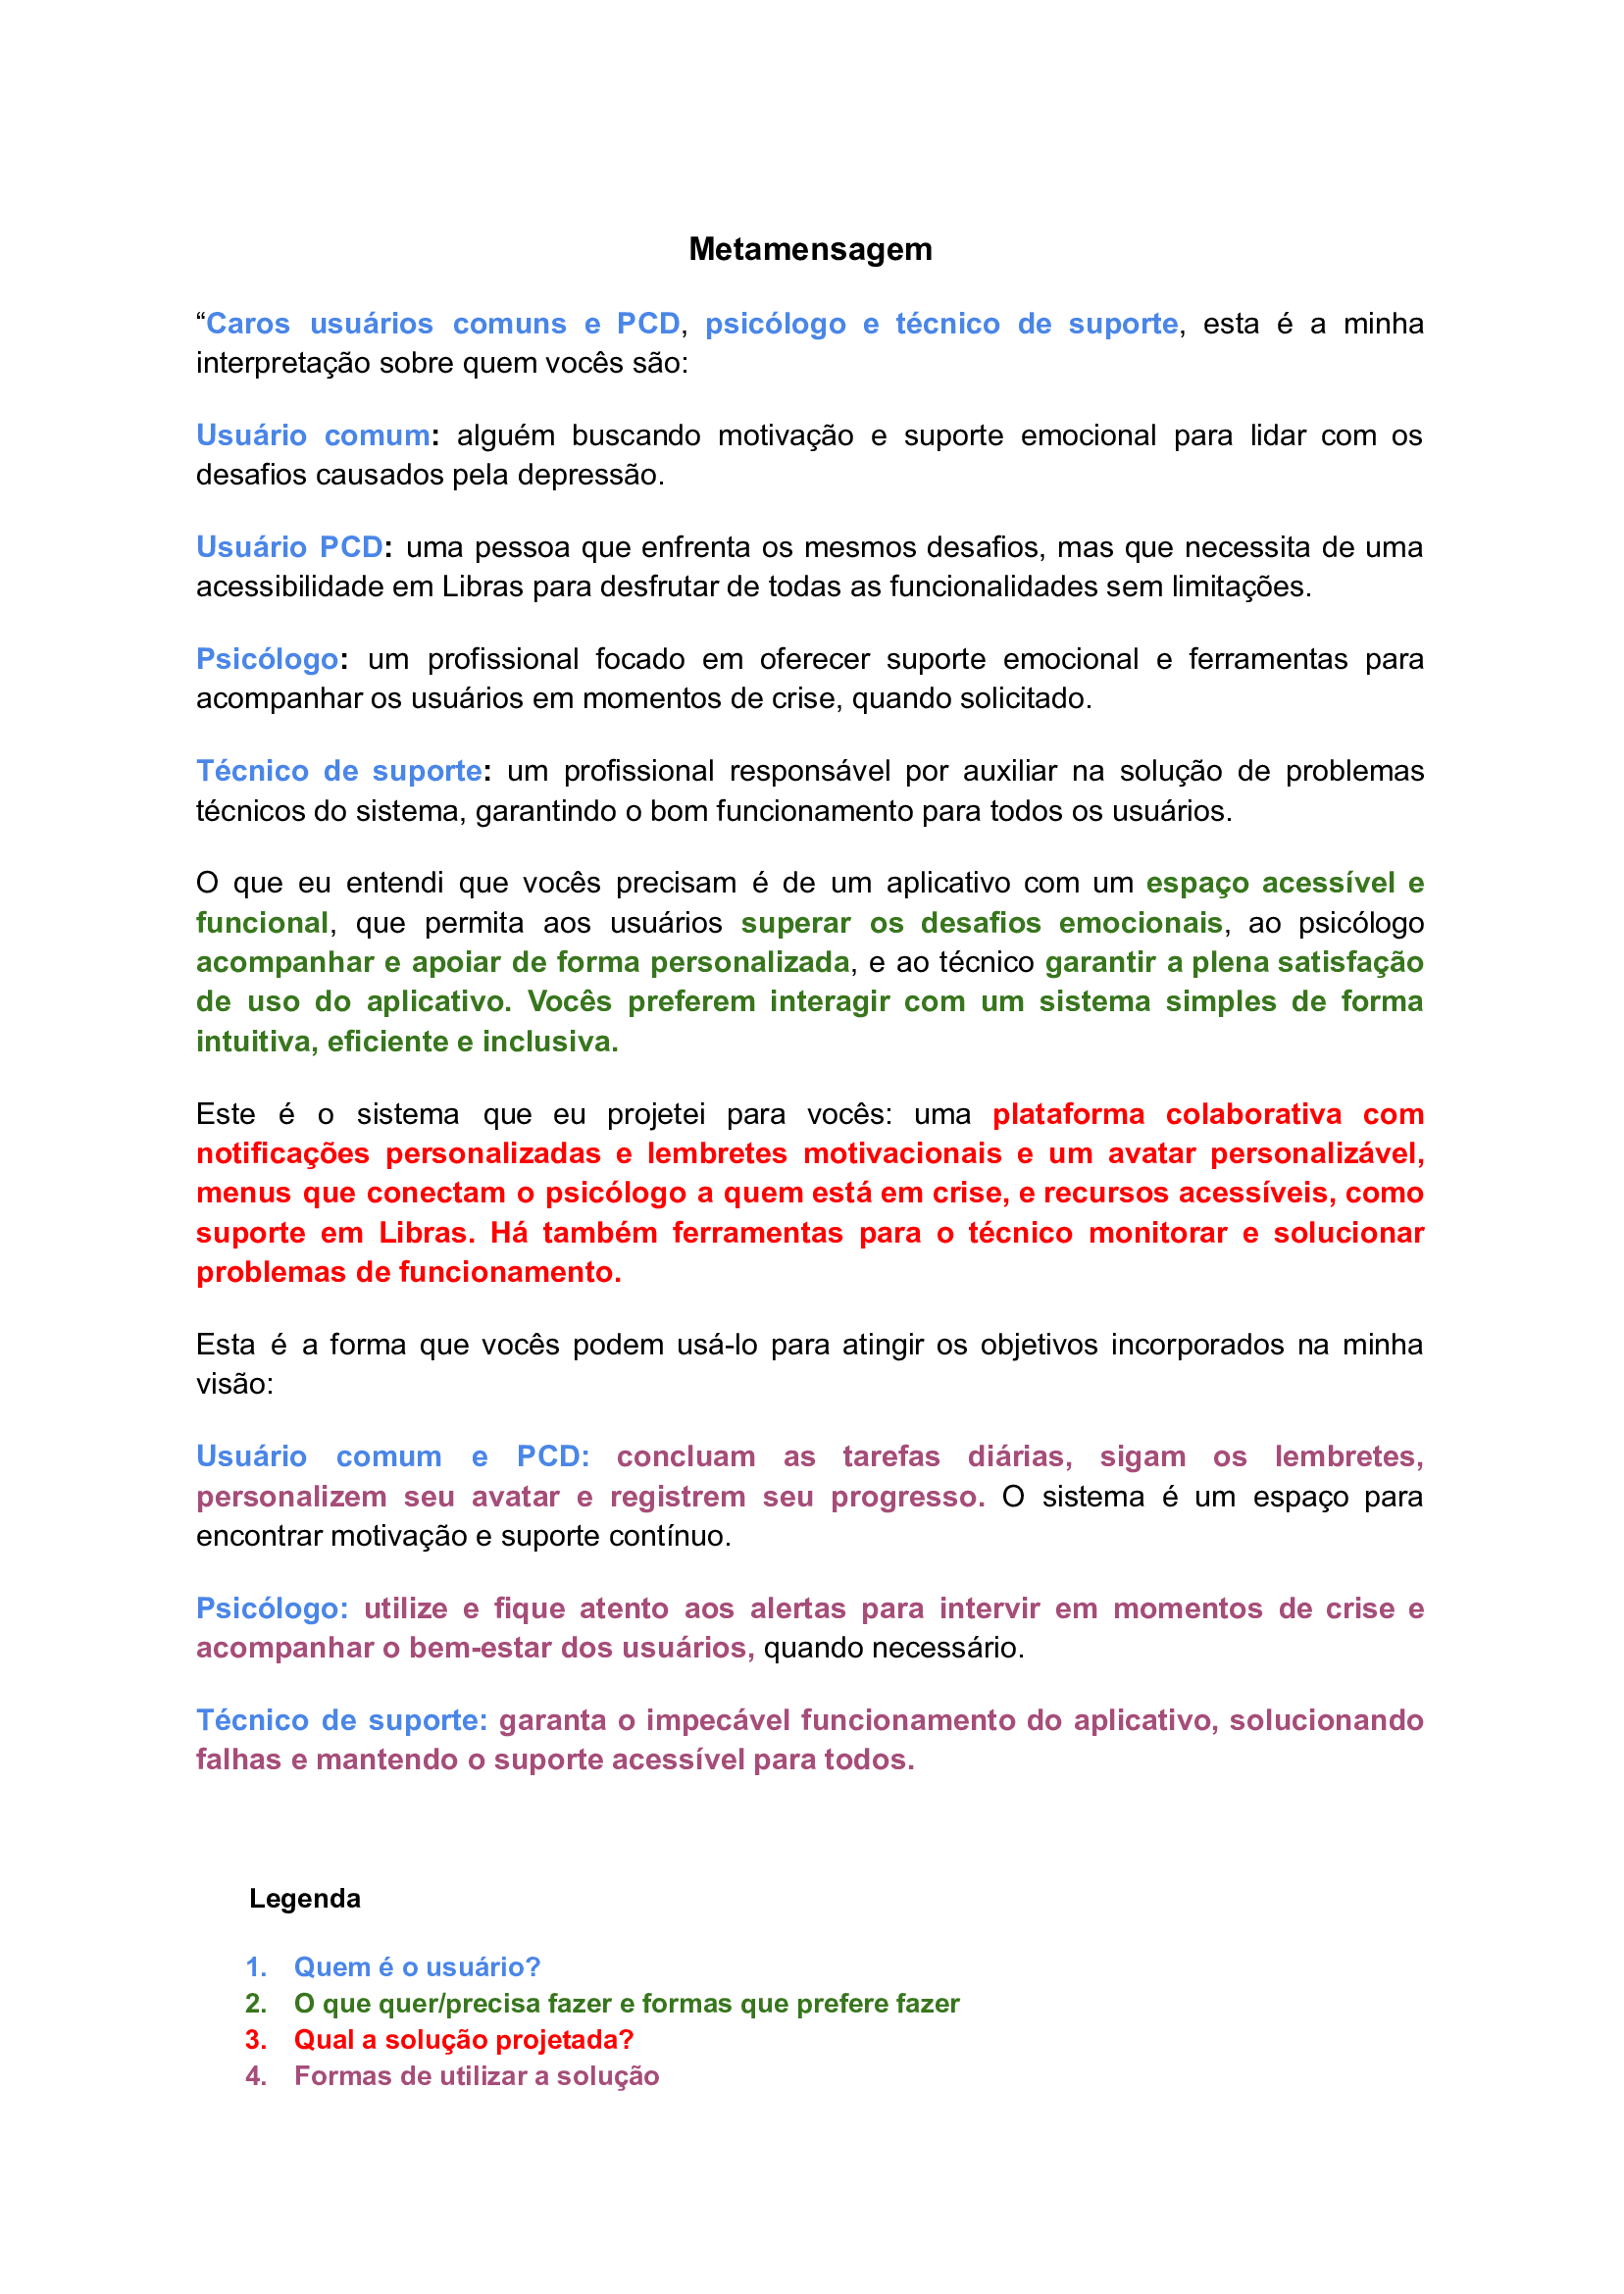 Metamensagem
“Caros usuários comuns e PCD, psicólogo e técnico de suporte, esta é a minha
interpretação sobre quem vocês são:
Usuário comum: alguém buscando motivação e suporte emocional para lidar com os
desafios causados pela depressão.
Usuário PCD: uma pessoa que enfrenta os mesmos desafios, mas que necessita de uma
acessibilidade em Libras para desfrutar de todas as funcionalidades sem limitações.
Psicólogo: um profissional focado em oferecer suporte emocional e ferramentas para
acompanhar os usuários em momentos de crise, quando solicitado.
Técnico de suporte: um profissional responsável por auxiliar na solução de problemas
técnicos do sistema, garantindo o bom funcionamento para todos os usuários.
O que eu entendi que vocês precisam é de um aplicativo com um espaço acessível e
funcional, que permita aos usuários superar os desafios emocionais, ao psicólogo
acompanhar e apoiar de forma personalizada, e ao técnico garantir a plena satisfação
de uso do aplicativo. Vocês preferem interagir com um sistema simples de forma
intuitiva, eficiente e inclusiva.
Este é o sistema que eu projetei para vocês: uma plataforma colaborativa com
notificações personalizadas e lembretes motivacionais e um avatar personalizável,
menus que conectam o psicólogo a quem está em crise, e recursos acessíveis, como
suporte em Libras. Há também ferramentas para o técnico monitorar e solucionar
problemas de funcionamento.
Esta é a forma que vocês podem usá-lo para atingir os objetivos incorporados na minha
visão:
Usuário comum e PCD: concluam as tarefas diárias, sigam os lembretes,
personalizem seu avatar e registrem seu progresso. O sistema é um espaço para
encontrar motivação e suporte contínuo.
Psicólogo: utilize e fique atento aos alertas para intervir em momentos de crise e
acompanhar o bem-estar dos usuários, quando necessário.
Técnico de suporte: garanta o impecável funcionamento do aplicativo, solucionando
falhas e mantendo o suporte acessível para todos.
Legenda
1. Quem é o usuário?
2. O que quer/precisa fazer e formas que prefere fazer
3. Qual a solução projetada?
4. Formas de utilizar a solução